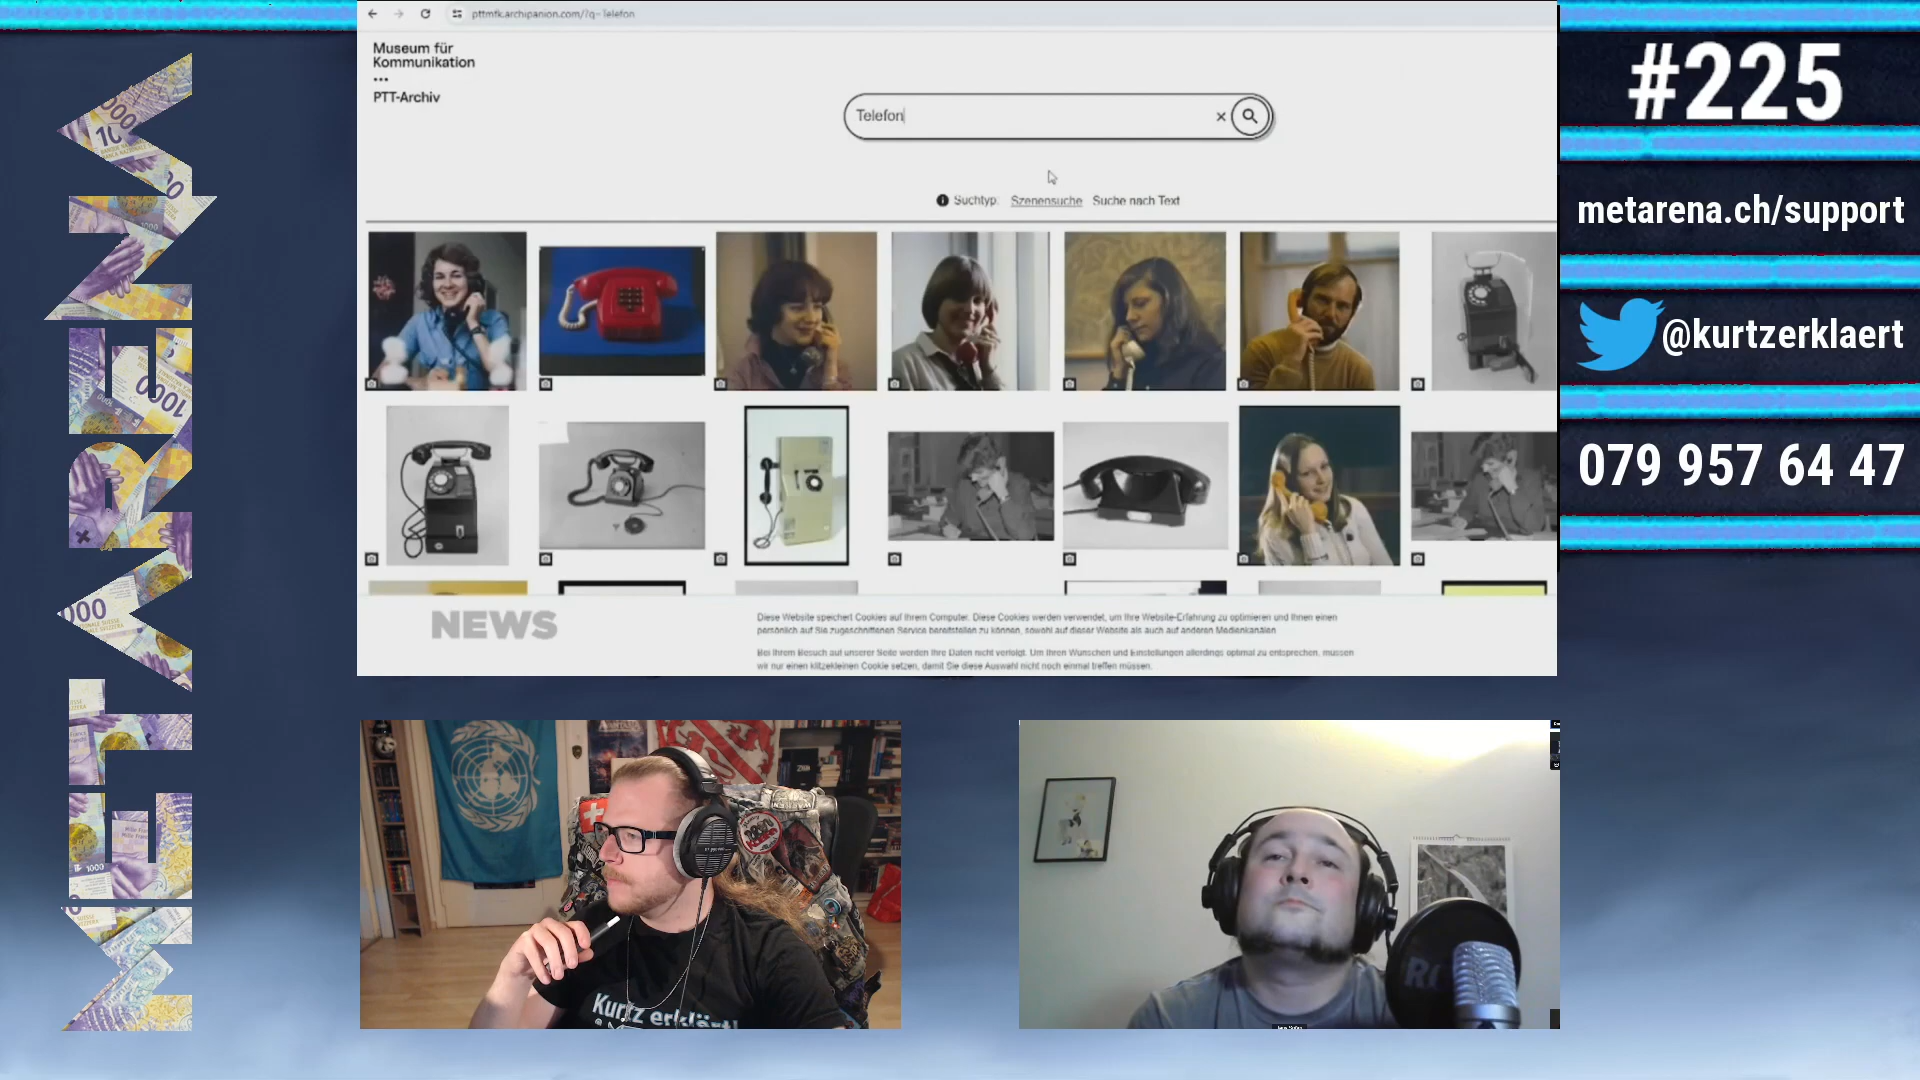 pttmfk.archipanion.com/?q=Telefon
Museum für
Kommunikation
...
PTT-Archiv
Telefon
Suchtyp: Szenensuche Suche nach Text
NEWS
Diese Website speichert Cookies auf Ihrem Computer. Diese Cookies werden verwendet, um Ihre Website-Erfahrung zu optimieren und Ihnen einen
persönlich auf Sie zugeschnittenen Service bereitstellen zu können, sowohl auf dieser Website als auch auf anderen Medienkanälen
Bei Ihrem Besuch auf unserer Seite werden Ihre Daten nicht verfolgt. Um Ihren Wünschen und Einstellungen allerdings optimal zu entsprechen, müssen
wir nur einen klitzekleinen Cookie setzen, damit Sie diese Auswahl nicht noch einmal treffen müssen.
#225
metarena.ch/support
@kurtzerklaert
079 957 64 47
METARENA
Kurtz erklärt!